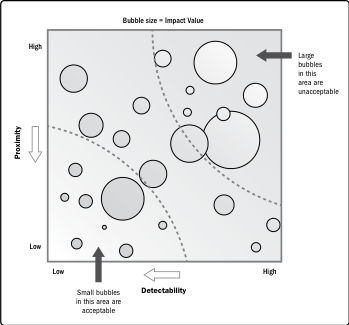 Bubble size = Impact Value
High
Large
bubbles
in this
area are
unacceptable
Proximity
Low
Low
High
Detectability
Small bubbles
in this area are
acceptable